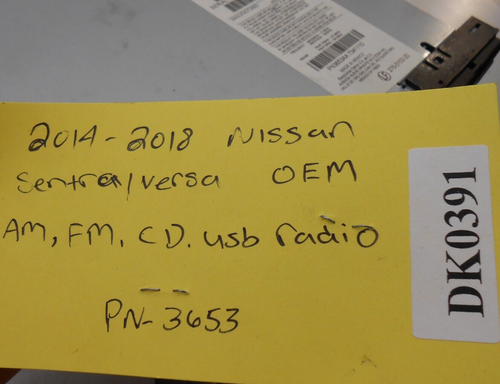 2014-2018 Nissan
Sentra/versa OEM
AM, FM, CD. usb radio
PN-3653
DK0391